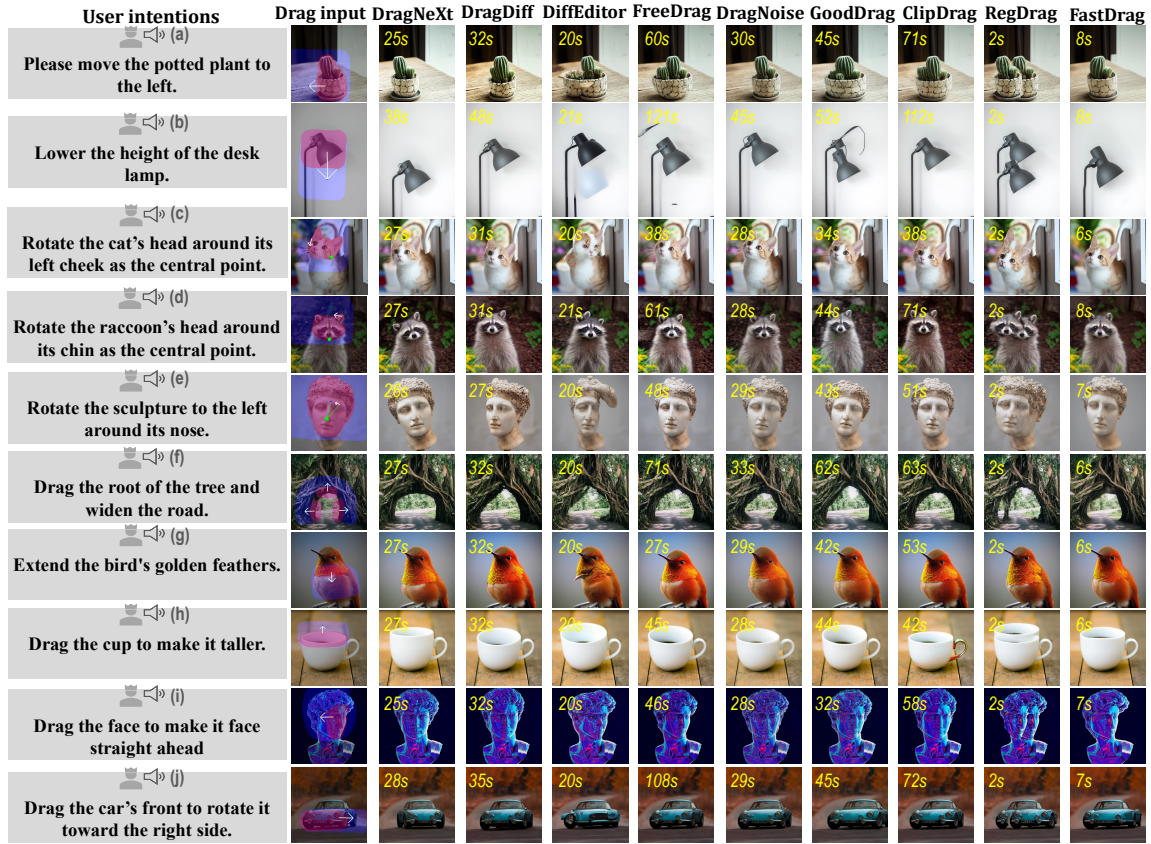 User intentions Drag input DragNeXt DragDiff DiffEditor FreeDrag DragNoise GoodDrag ClipDrag RegDrag FastDrag
(a)
Please move the potted plant to
the left.
25s 32s 20s 60s 30s 45s 71s 2s 8s
(b)
Lower the height of the desk
lamp.
36s 48s 21s 121s 45s 52s 112s 2s 8s
(c)
Rotate the cat's head around its
left cheek as the central point.
27s 31s 20s 38s 28s 34s 38s 2s 6s
(d)
Rotate the raccoon's head around
its chin as the central point.
27s 31s 21s 61s 28s 44s 71s 2s 8s
(e)
Rotate the sculpture to the left
around its nose.
26s 27s 20s 48s 29s 43s 51s 2s 7s
(f)
Drag the root of the tree and
widen the road.
27s 32s 20s 71s 33s 62s 63s 2s 6s
(g)
Extend the bird's golden feathers.
27s 32s 20s 27s 29s 42s 53s 2s 6s
(h)
Drag the cup to make it taller.
27s 32s 20s 45s 28s 44s 42s 2s 6s
(i)
Drag the face to make it face
straight ahead
25s 32s 20s 46s 28s 32s 58s 2s 7s
(j)
Drag the car's front to rotate it
toward the right side.
28s 35s 20s 108s 29s 45s 72s 2s 7s